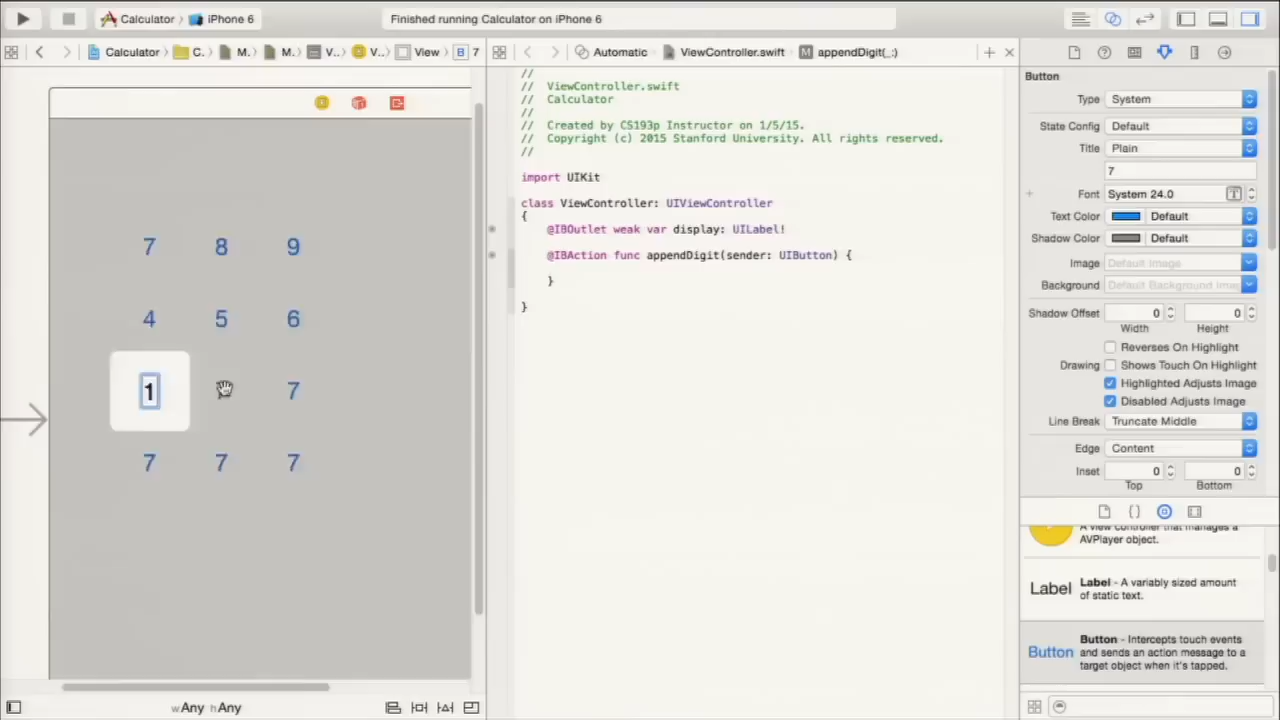 Calculator iPhone 6
Finished running Calculator on iPhone 6
Calculator C. M. M. V. V. View B 7
Automatic ViewController.swift M appendDigit(_:)
7 8 9
4 5 6
1 7
7 7 7
wAny hAny
//
// ViewController.swift
// Calculator
//
// Created by CS193p Instructor on 1/5/15.
// Copyright (c) 2015 Stanford University. All rights reserved.
//
import UIKit
class ViewController: UIViewController
{
@IBOutlet weak var display: UILabel!
@IBAction func appendDigit(sender: UIButton) {
}
}
Button
Type System
State Config Default
Title Plain
7
Font System 24.0 T
Text Color Default
Shadow Color Default
Image Default Image
Background Default Background Imag
Shadow Offset 0 0
Width Height
Reverses On Highlight
Drawing Shows Touch On Highlight
Highlighted Adjusts Image
Disabled Adjusts Image
Line Break Truncate Middle
Edge Content
Inset 0 0
Top Bottom
A view controller that manages a
AVPlayer object.
Label Label - A variably sized amount
of static text.
Button Button - Intercepts touch events
and sends an action message to a
target object when it's tapped.